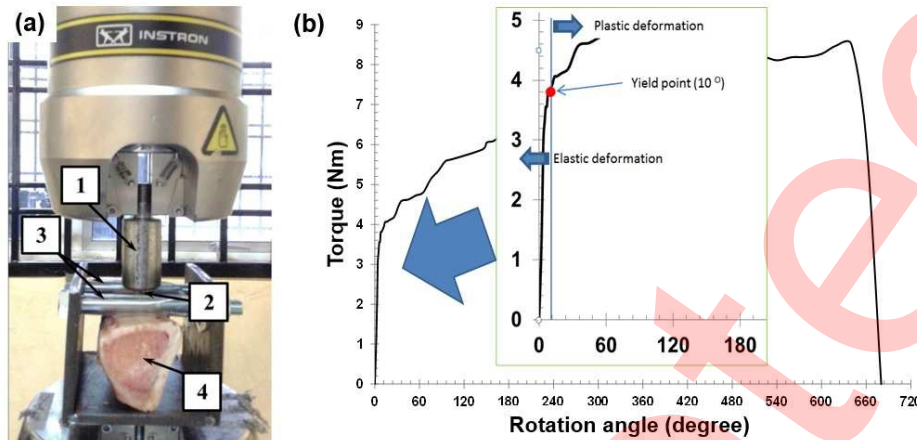 (a)
INSTRON
1
3
2
4
(b)
Torque (Nm)
9
8
7
6
5
4
3
2
1
0
0 60 120 180 240 300 360 420 480 540 600 660 720
Rotation angle (degree)
5
4
3
2
1
0
0 60 120 180
Plastic deformation
Yield point (10 º)
Elastic deformation